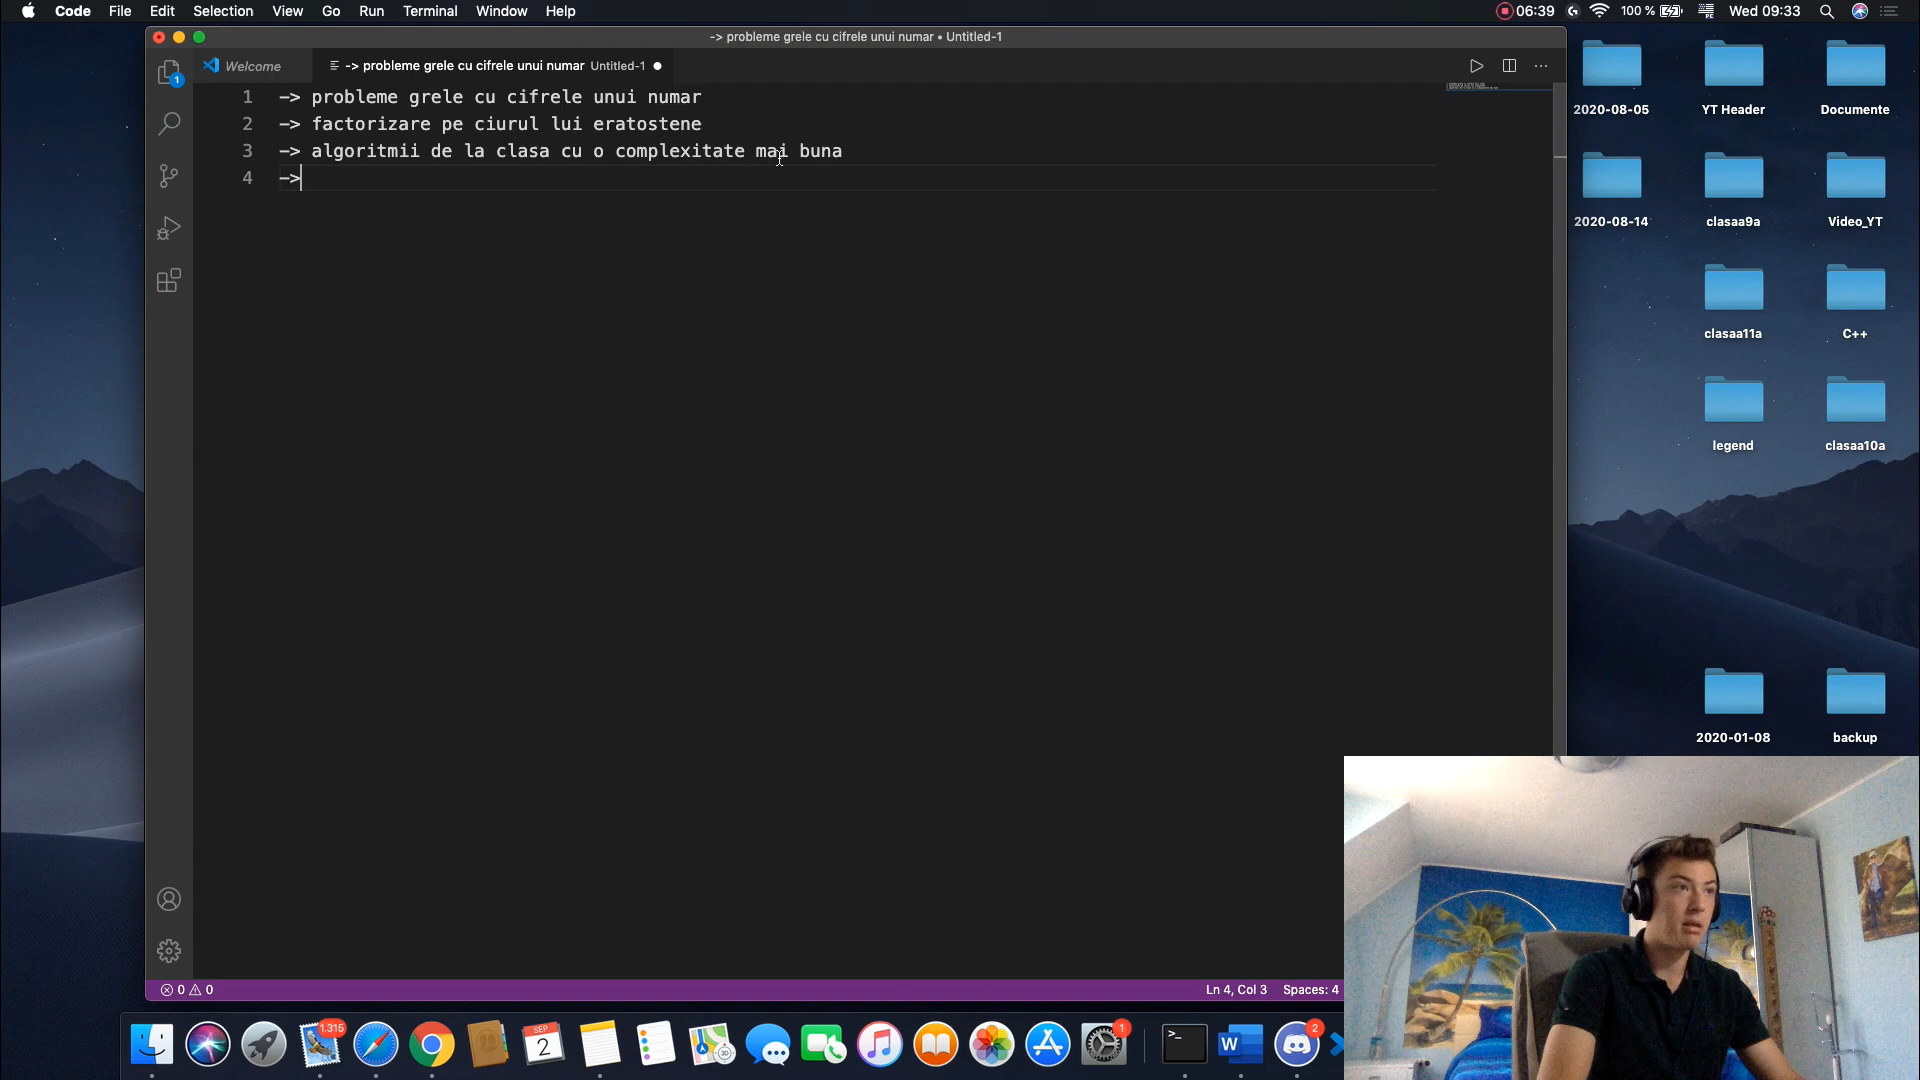 Code File Edit Selection View Go Run Terminal Window Help
06:39 100 % Wed 09:33
-> probleme grele cu cifrele unui numar • Untitled-1
Welcome
-> probleme grele cu cifrele unui numar Untitled-1
1 -> probleme grele cu cifrele unui numar
2 -> factorizare pe ciurul lui eratostene
3 -> algoritmii de la clasa cu o complexitate mai buna
4 ->
1
2020-08-05 YT Header Documente
2020-08-14 clasaa9a Video_YT
clasaa11a C++
legend clasaa10a
2020-01-08 backup
0 0
Ln 4, Col 3 Spaces: 4
1.315
SEP
2
3D
1
>_
W
2